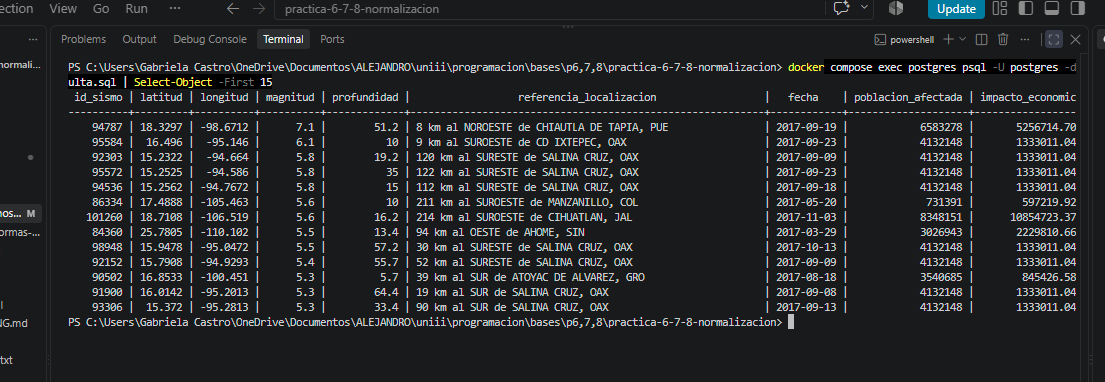 ection View Go Run ··· practica-6-7-8-normalizacion Update
··· Problems Output Debug Console Terminal Ports powershell
normali...
PS C:\Users\Gabriela Castro\OneDrive\Documentos\ALEJANDRO\uniii\programacion\bases\p6,7,8\practica-6-7-8-normalizacion> docker compose exec postgres psql -U postgres -d
ulta.sql | Select-Object -First 15
id_sismo | latitud | longitud | magnitud | profundidad | referencia_localizacion | fecha | poblacion_afectada | impacto_economic
----------+---------+----------+----------+-------------+--------------------------------------------------------+------------+--------------------+-----------------
94787 | 18.3297 | -98.6712 | 7.1 | 51.2 | 8 km al NOROESTE de CHIAUTLA DE TAPIA, PUE | 2017-09-19 | 6583278 | 5256714.70
95584 | 16.496 | -95.146 | 6.1 | 10 | 9 km al SUROESTE de CD IXTEPEC, OAX | 2017-09-23 | 4132148 | 1333011.04
92303 | 15.2322 | -94.664 | 5.8 | 19.2 | 120 km al SURESTE de SALINA CRUZ, OAX | 2017-09-09 | 4132148 | 1333011.04
95572 | 15.2525 | -94.586 | 5.8 | 35 | 122 km al SURESTE de SALINA CRUZ, OAX | 2017-09-23 | 4132148 | 1333011.04
94536 | 15.2562 | -94.7672 | 5.8 | 15 | 112 km al SURESTE de SALINA CRUZ, OAX | 2017-09-18 | 4132148 | 1333011.04
86334 | 17.4888 | -105.463 | 5.6 | 10 | 211 km al SUROESTE de MANZANILLO, COL | 2017-05-20 | 731391 | 597219.92
101260 | 18.7108 | -106.519 | 5.6 | 16.2 | 214 km al SUROESTE de CIHUATLAN, JAL | 2017-11-03 | 8348151 | 10854723.37
84360 | 25.7805 | -110.102 | 5.5 | 13.4 | 94 km al OESTE de AHOME, SIN | 2017-03-29 | 3026943 | 2229810.66
98948 | 15.9478 | -95.0472 | 5.5 | 57.2 | 30 km al SURESTE de SALINA CRUZ, OAX | 2017-10-13 | 4132148 | 1333011.04
92152 | 15.7908 | -94.9293 | 5.4 | 55.7 | 52 km al SURESTE de SALINA CRUZ, OAX | 2017-09-09 | 4132148 | 1333011.04
90502 | 16.8533 | -100.451 | 5.3 | 5.7 | 39 km al SUR de ATOYAC DE ALVAREZ, GRO | 2017-08-18 | 3540685 | 845426.58
91900 | 16.0142 | -95.2013 | 5.3 | 64.4 | 19 km al SUR de SALINA CRUZ, OAX | 2017-09-08 | 4132148 | 1333011.04
93306 | 15.372 | -95.2813 | 5.3 | 33.4 | 90 km al SUR de SALINA CRUZ, OAX | 2017-09-13 | 4132148 | 1333011.04
PS C:\Users\Gabriela Castro\OneDrive\Documentos\ALEJANDRO\uniii\programacion\bases\p6,7,8\practica-6-7-8-normalizacion>
nos... M
ormas-...
l
NG.md
txt